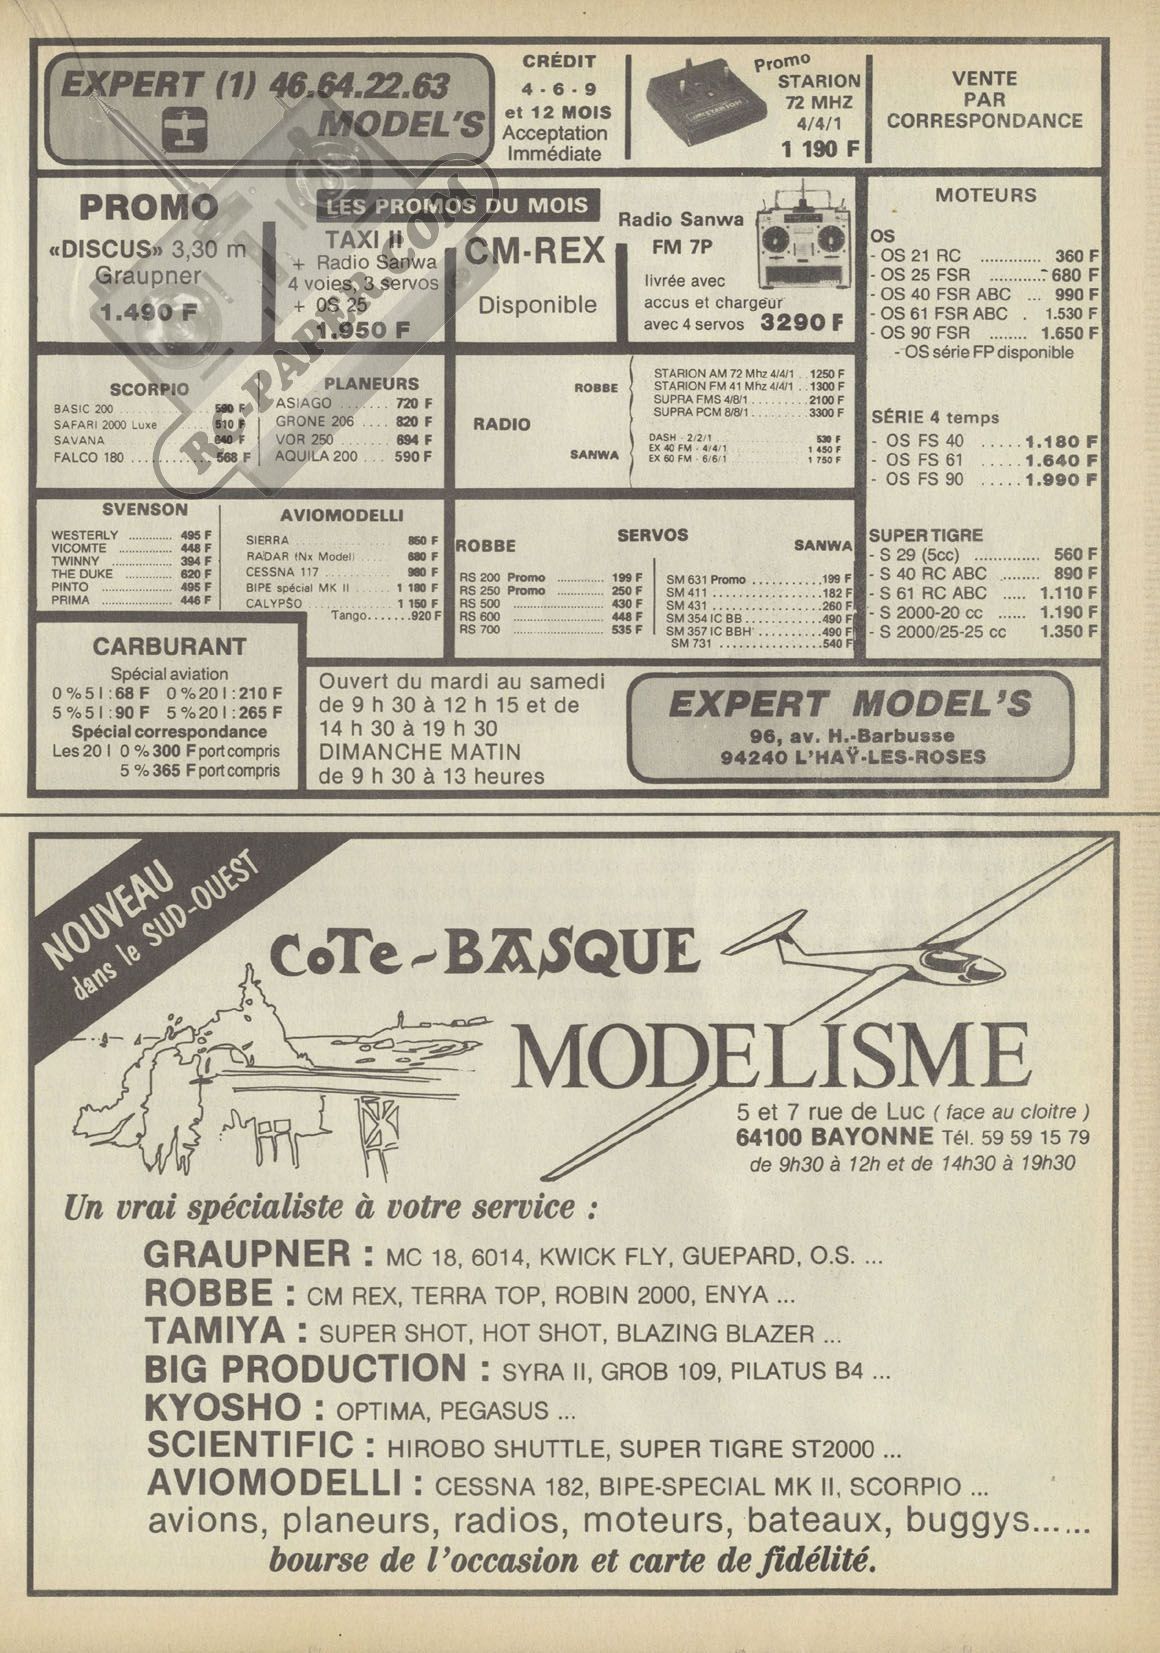 EXPERT (1) 46.64.22.63
MODEL'S
CRÉDIT
4 - 6 - 9
et 12 MOIS
Acceptation
Immédiate
Promo
STARION
72 MHZ
4/4/1
1 190 F
VENTE
PAR
CORRESPONDANCE
PROMO
«DISCUS» 3,30 m
Graupner
1.490 F
LES PROMOS DU MOIS
TAXI II
+ Radio Sanwa
4 voies, 3 servos
+ OS 25
1.950 F
CM-REX
Disponible
Radio Sanwa
FM 7P
livrée avec
accus et chargeur
avec 4 servos 3290 F
MOTEURS
OS
- OS 21 RC ............ 360 F
- OS 25 FSR ........... 680 F
- OS 40 FSR ABC ... 990 F
- OS 61 FSR ABC . 1.530 F
- OS 90 FSR ........ 1.650 F
- OS série FP disponible
SÉRIE 4 temps
- OS FS 40 ..... 1.180 F
- OS FS 61 ..... 1.640 F
- OS FS 90 ..... 1.990 F
SUPER TIGRE
- S 29 (5cc) .............. 560 F
- S 40 RC ABC ........ 890 F
- S 61 RC ABC ..... 1.110 F
- S 2000-20 cc ...... 1.190 F
- S 2000/25-25 cc 1.350 F
SCORPIO
BASIC 200
SAFARI 2000 Luxe ..... 510 F
SAVANA
FALCO 180 ........... 568 F
PLANEURS
ASIAGO ....... 720 F
GRONE 206 .... 820 F
VOR 250 ...... 694 F
AQUILA 200 ... 590 F
RADIO
ROBBE
STARION AM 72 Mhz 4/4/1 .. 1250 F
STARION FM 41 Mhz 4/4/1 .. 1300 F
SUPRA FMS 4/8/1 .......... 2100 F
SUPRA PCM 8/8/1 .......... 3300 F
SANWA
DASH - 2/2/1 530 F
EX 40 FM - 4/4/1 1 450 F
EX 60 FM - 6/6/1 1 750 F
SVENSON
WESTERLY ............ 495 F
VICOMTE .............. 448 F
TWINNY ............... 394 F
THE DUKE ............ 620 F
PINTO ................. 495 F
PRIMA ................. 446 F
AVIOMODELLI
SIERRA ............... 850 F
RADAR (Nx Model) .... 680 F
CESSNA 117 .......... 980 F
BIPE spécial MK II .. 1 180 F
CALYPSO ............. 1 150 F
Tango.......920 F
SERVOS
ROBBE
RS 200 Promo .......... 199 F
RS 250 Promo .......... 250 F
RS 500 ................ 430 F
RS 600 ................ 448 F
RS 700 ................ 535 F
SANWA
SM 631 Promo .......... 199 F
SM 411 ................ 182 F
SM 431 ................ 260 F
SM 354 IC BB .......... 490 F
SM 357 IC BBH ......... 490 F
SM 731 ................ 540 F
CARBURANT
Spécial aviation
0 % 5 l : 68 F 0 % 20 l : 210 F
5 % 5 l : 90 F 5 % 20 l : 265 F
Spécial correspondance
Les 20 l 0 % 300 F port compris
5 % 365 F port compris
Ouvert du mardi au samedi
de 9 h 30 à 12 h 15 et de
14 h 30 à 19 h 30
DIMANCHE MATIN
de 9 h 30 à 13 heures
EXPERT MODEL'S
96, av. H.-Barbusse
94240 L'HAŸ-LES-ROSES
RC-PAPER.COM
NOUVEAU
dans le SUD-OUEST
CoTe-BASQUE
MODELISME
5 et 7 rue de Luc ( face au cloitre )
64100 BAYONNE Tél. 59 59 15 79
de 9h30 à 12h et de 14h30 à 19h30
Un vrai spécialiste à votre service :
GRAUPNER : MC 18, 6014, KWICK FLY, GUEPARD, O.S. ...
ROBBE : CM REX, TERRA TOP, ROBIN 2000, ENYA ...
TAMIYA : SUPER SHOT, HOT SHOT, BLAZING BLAZER ...
BIG PRODUCTION : SYRA II, GROB 109, PILATUS B4 ...
KYOSHO : OPTIMA, PEGASUS ...
SCIENTIFIC : HIROBO SHUTTLE, SUPER TIGRE ST2000 ...
AVIOMODELLI : CESSNA 182, BIPE-SPECIAL MK II, SCORPIO ...
avions, planeurs, radios, moteurs, bateaux, buggys......
bourse de l'occasion et carte de fidélité.